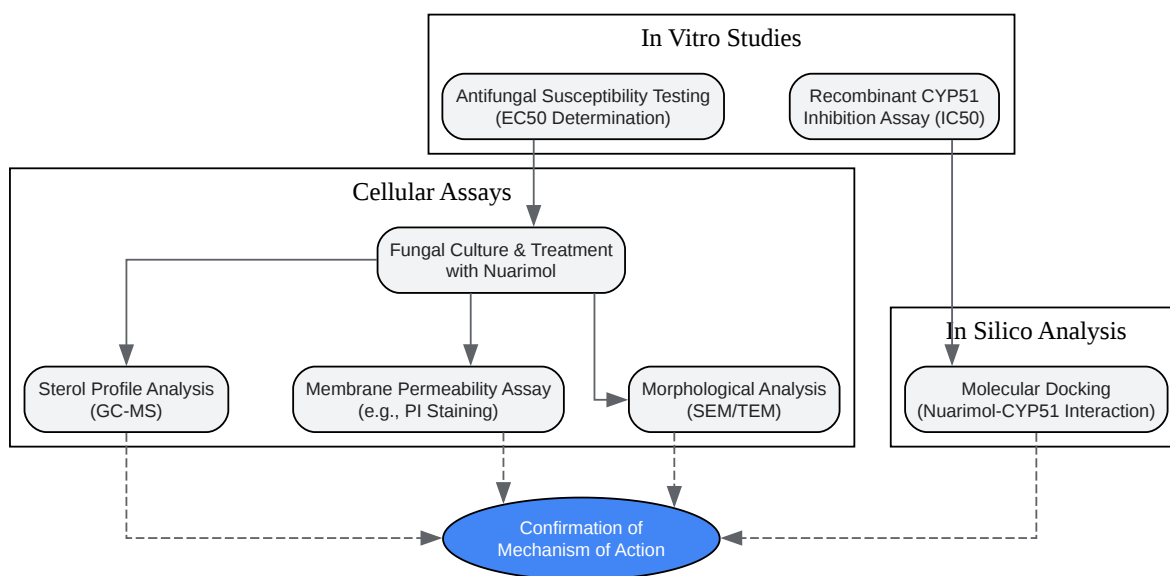 In Vitro Studies
Antifungal Susceptibility Testing
(EC50 Determination)
Recombinant CYP51
Inhibition Assay (IC50)
Cellular Assays
Fungal Culture & Treatment
with Nuarimol
In Silico Analysis
Sterol Profile Analysis
(GC-MS)
Membrane Permeability Assay
(e.g., PI Staining)
Morphological Analysis
(SEM/TEM)
Molecular Docking
(Nuarimol-CYP51 Interaction)
Confirmation of
Mechanism of Action